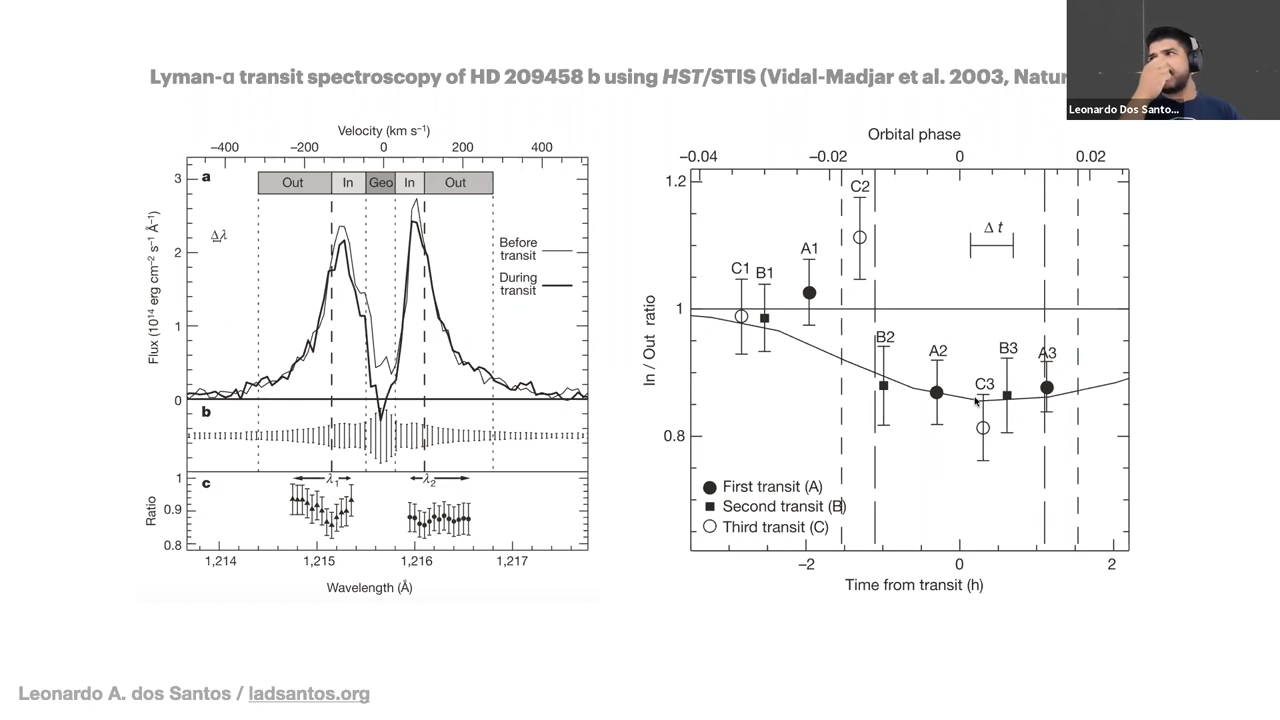 Lyman-α transit spectroscopy of HD 209458 b using HST/STIS (Vidal-Madjar et al. 2003, Natur
Leonardo Dos Santo...
Velocity (km s⁻¹)
−400 −200 0 200 400
a
Out In Geo In Out
3
2
1
0
Δλ
Before transit
During transit
Flux (10¹⁴ erg cm⁻² s⁻¹ Å⁻¹)
b
c
λ₁ λ₂
1
0.9
0.8
Ratio
1,214 1,215 1,216 1,217
Wavelength (Å)
Orbital phase
−0.04 −0.02 0 0.02
1.2
1
0.8
In / Out ratio
C1 B1 A1 C2 B2 A2 C3 B3 A3
Δt
First transit (A)
Second transit (B)
Third transit (C)
−2 0 2
Time from transit (h)
Leonardo A. dos Santos / ladsantos.org